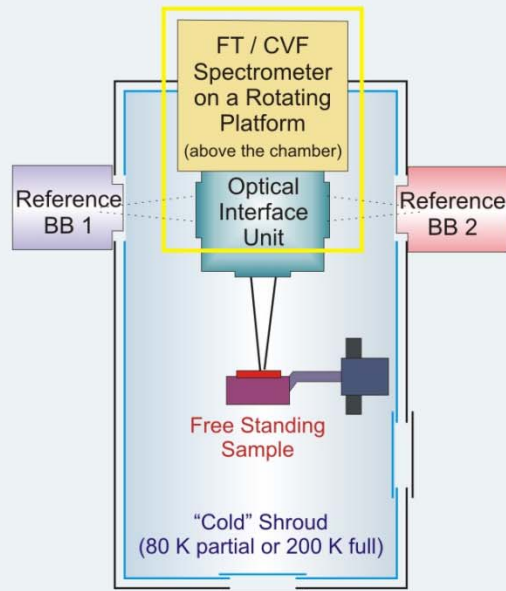 FT / CVF
Spectrometer
on a Rotating
Platform
(above the chamber)
Reference
BB 1
Optical
Interface
Unit
Reference
BB 2
Free Standing
Sample
“Cold” Shroud
(80 K partial or 200 K full)